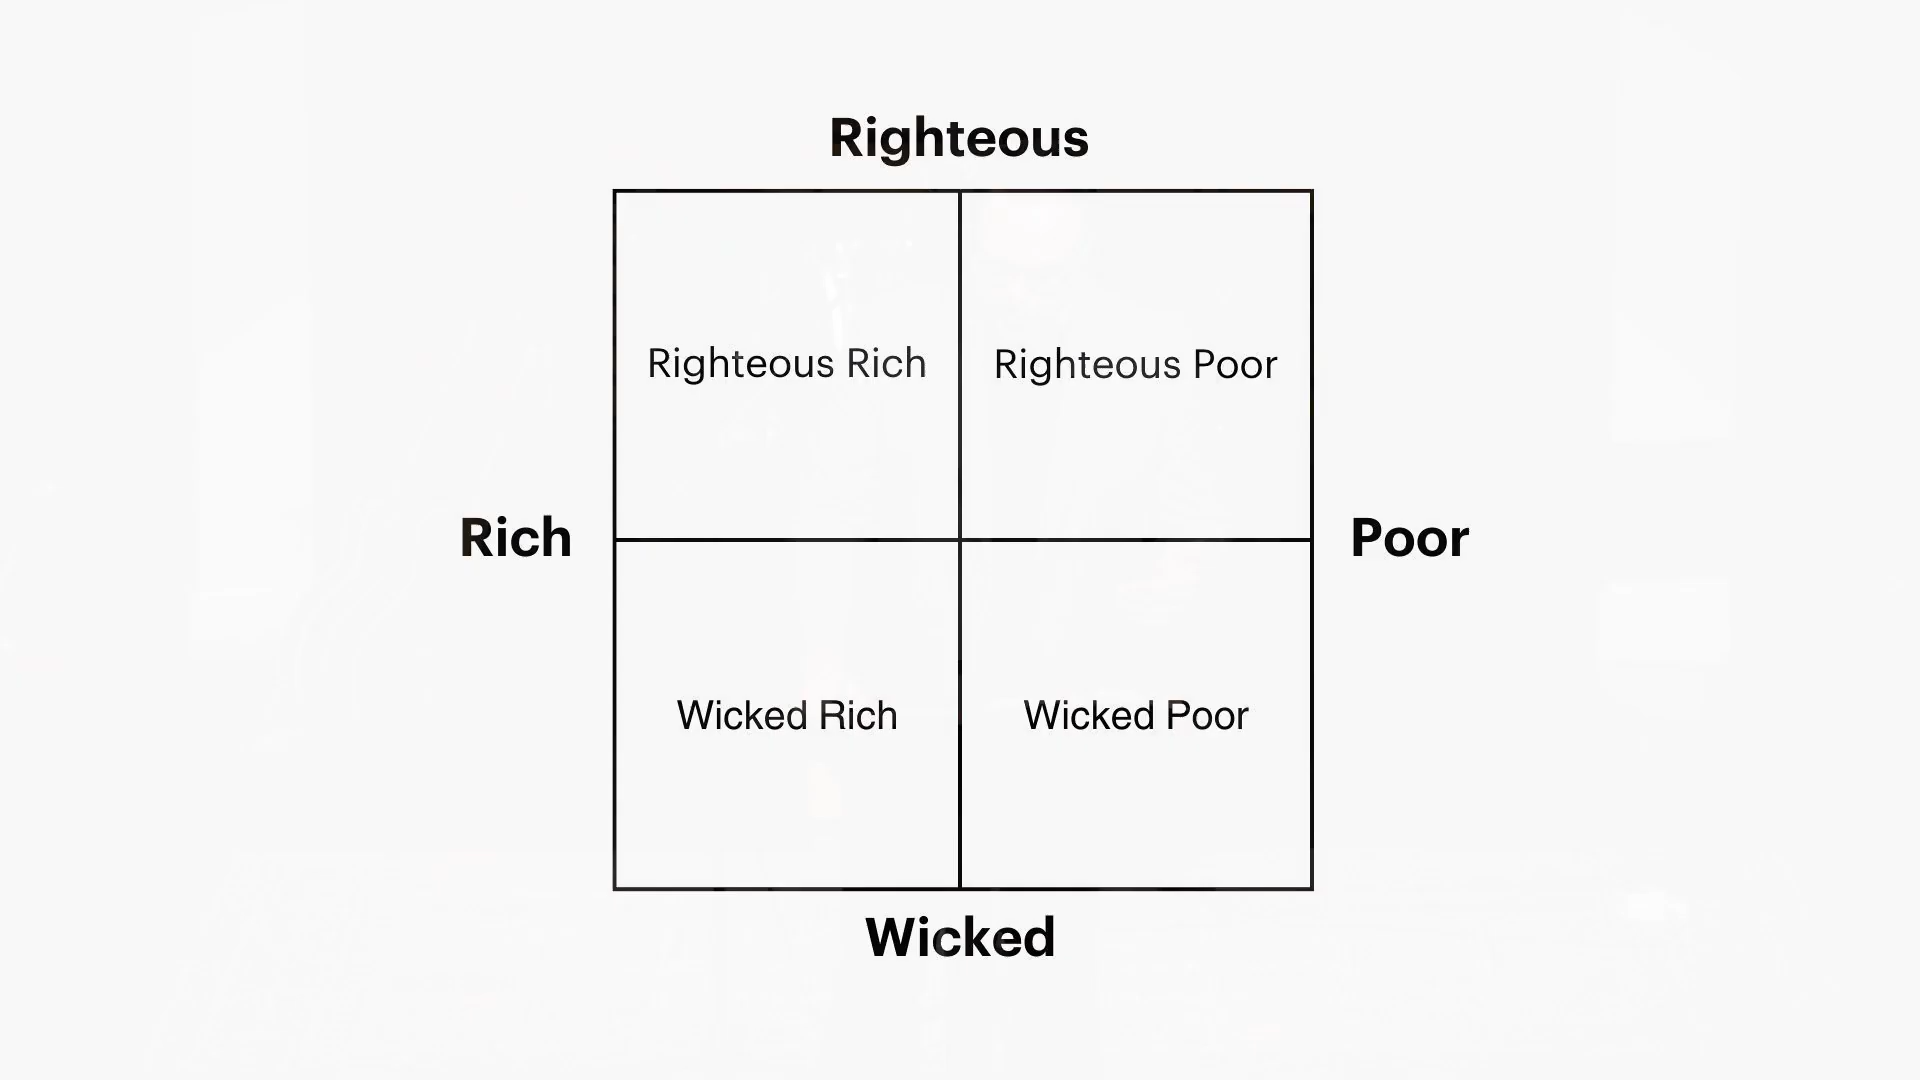 Righteous
Righteous Rich
Righteous Poor
Rich
Poor
Wicked Rich
Wicked Poor
Wicked